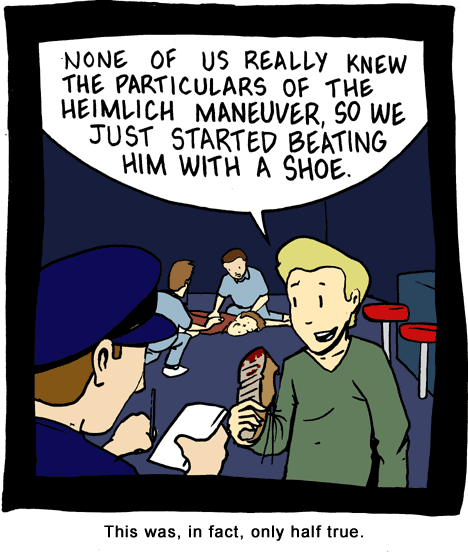 NONE OF US REALLY KNEW
THE PARTICULARS OF THE
HEIMLICH MANEUVER, SO WE
JUST STARTED BEATING
HIM WITH A SHOE.
This was, in fact, only half true.